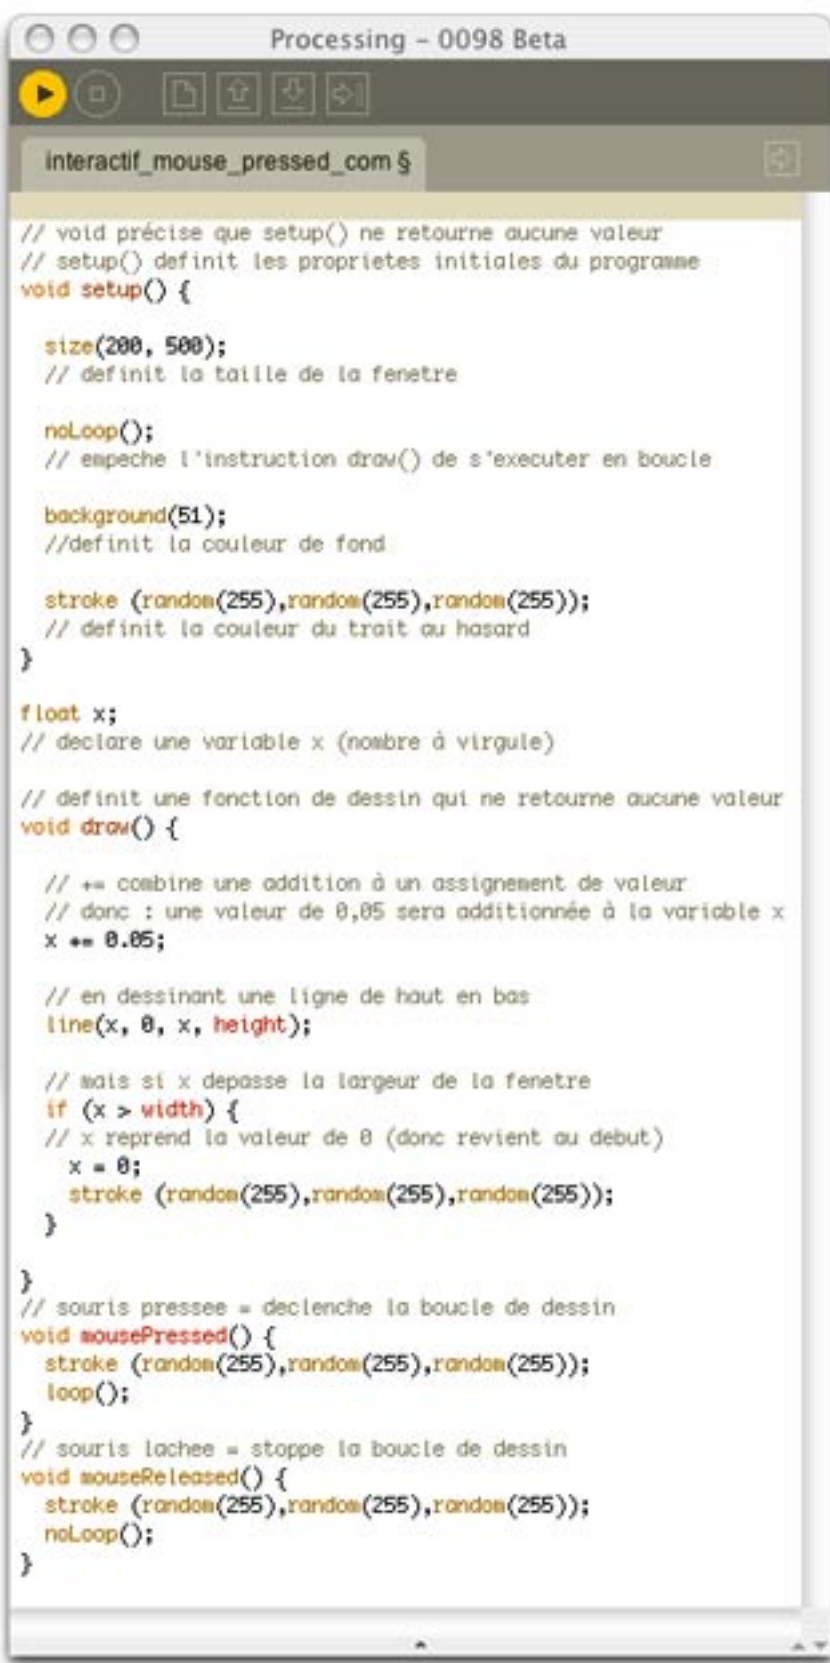 Processing – 0098 Beta
interactif_mouse_pressed_com §
// void précise que setup() ne retourne aucune valeur
// setup() definit les proprietes initiales du programme
void setup() {
size(200, 500);
// definit la taille de la fenetre
noLoop();
// empeche l'instruction draw() de s'executer en boucle
background(51);
//definit la couleur de fond
stroke (random(255),random(255),random(255));
// definit la couleur du trait au hasard
}
float x;
// declare une variable x (nombre à virgule)
// definit une fonction de dessin qui ne retourne aucune valeur
void draw() {
// += combine une addition à un assignement de valeur
// donc : une valeur de 0,05 sera additionnée à la variable x
x += 0.05;
// en dessinant une ligne de haut en bas
line(x, 0, x, height);
// mais si x depasse la largeur de la fenetre
if (x > width) {
// x reprend la valeur de 0 (donc revient au debut)
x = 0;
stroke (random(255),random(255),random(255));
}
}
// souris pressee = declenche la boucle de dessin
void mousePressed() {
stroke (random(255),random(255),random(255));
loop();
}
// souris lachee = stoppe la boucle de dessin
void mouseReleased() {
stroke (random(255),random(255),random(255));
noLoop();
}